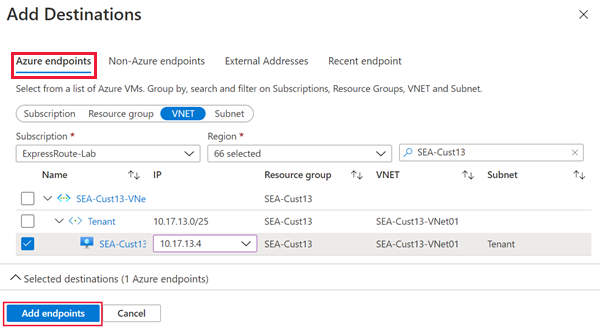 Add Destinations
Azure endpoints Non-Azure endpoints External Addresses Recent endpoint
Select from a list of Azure VMs. Group by, search and filter on Subscriptions, Resource Groups, VNET and Subnet.
Subscription Resource group VNET Subnet
Subscription * Region *
ExpressRoute-Lab 66 selected SEA-Cust13
Name IP Resource group VNET Subnet
SEA-Cust13-VNe SEA-Cust13
Tenant 10.17.13.0/25 SEA-Cust13 SEA-Cust13-VNet01
SEA-Cust13 10.17.13.4 SEA-Cust13 SEA-Cust13-VNet01 Tenant
Selected destinations (1 Azure endpoints)
Add endpoints Cancel